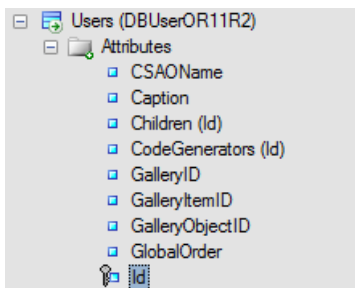 Users (DBUserOR11R2)
Attributes
CSAOName
Caption
Children (Id)
CodeGenerators (Id)
GalleryID
GalleryItemID
GalleryObjectID
GlobalOrder
Id